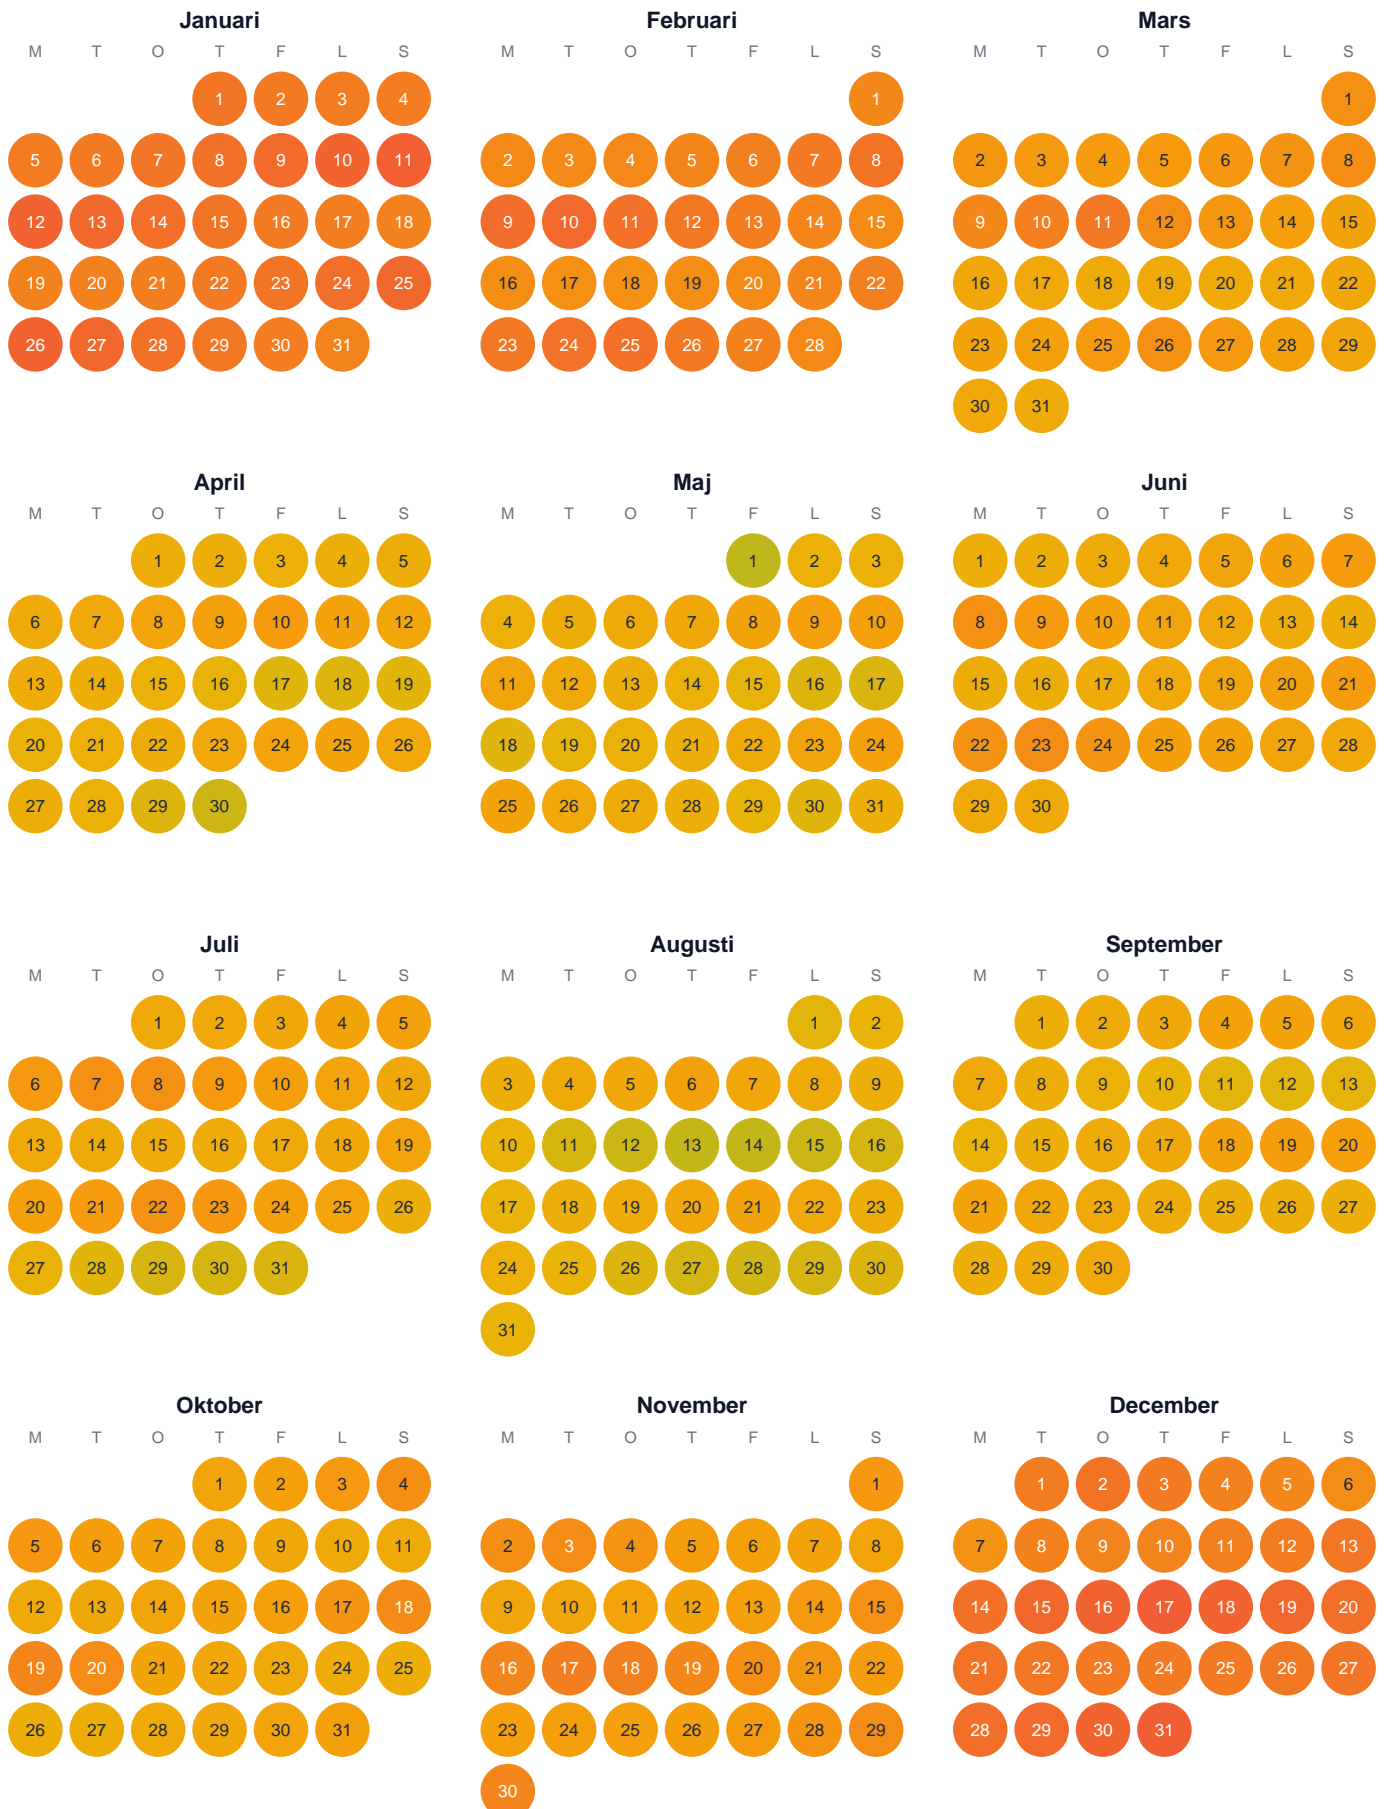 Januari Februari Mars
M T O T F L S M T O T F L S M T O T F L S
1 2 3 4 1 1
5 6 7 8 9 10 11 2 3 4 5 6 7 8 2 3 4 5 6 7 8
12 13 14 15 16 17 18 9 10 11 12 13 14 15 9 10 11 12 13 14 15
19 20 21 22 23 24 25 16 17 18 19 20 21 22 16 17 18 19 20 21 22
26 27 28 29 30 31 23 24 25 26 27 28 23 24 25 26 27 28 29
30 31
April Maj Juni
M T O T F L S M T O T F L S M T O T F L S
1 2 3 4 5 1 2 3 1 2 3 4 5 6 7
6 7 8 9 10 11 12 4 5 6 7 8 9 10 8 9 10 11 12 13 14
13 14 15 16 17 18 19 11 12 13 14 15 16 17 15 16 17 18 19 20 21
20 21 22 23 24 25 26 18 19 20 21 22 23 24 22 23 24 25 26 27 28
27 28 29 30 25 26 27 28 29 30 31 29 30
Juli Augusti September
M T O T F L S M T O T F L S M T O T F L S
1 2 3 4 5 1 2 1 2 3 4 5 6
6 7 8 9 10 11 12 3 4 5 6 7 8 9 7 8 9 10 11 12 13
13 14 15 16 17 18 19 10 11 12 13 14 15 16 14 15 16 17 18 19 20
20 21 22 23 24 25 26 17 18 19 20 21 22 23 21 22 23 24 25 26 27
27 28 29 30 31 24 25 26 27 28 29 30 28 29 30
31
Oktober November December
M T O T F L S M T O T F L S M T O T F L S
1 2 3 4 1 1 2 3 4 5 6
5 6 7 8 9 10 11 2 3 4 5 6 7 8 7 8 9 10 11 12 13
12 13 14 15 16 17 18 9 10 11 12 13 14 15 14 15 16 17 18 19 20
19 20 21 22 23 24 25 16 17 18 19 20 21 22 21 22 23 24 25 26 27
26 27 28 29 30 31 23 24 25 26 27 28 29 28 29 30 31
30